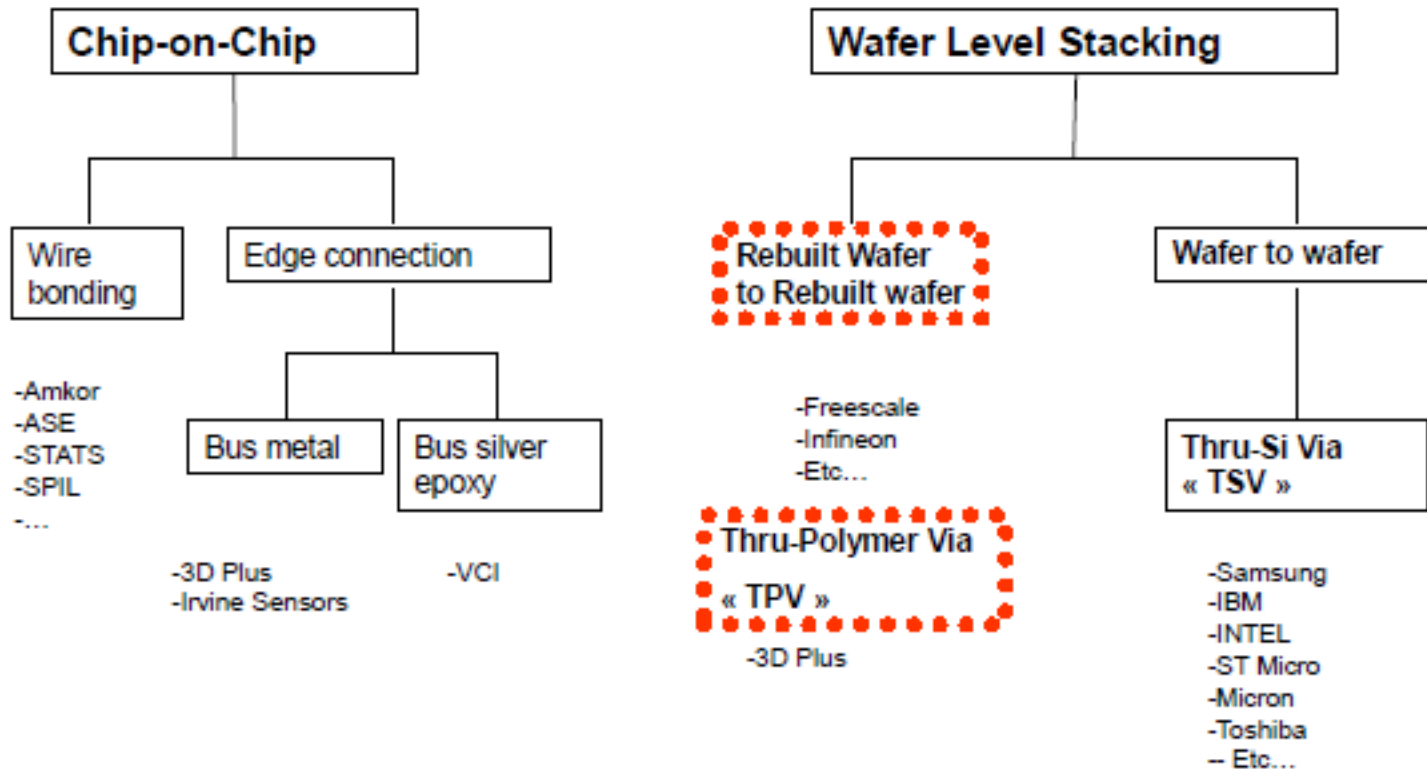 Chip-on-Chip
Wafer Level Stacking
Wire
bonding
Edge connection
Rebuilt Wafer
to Rebuilt wafer
Wafer to wafer
-Amkor
-ASE
-STATS
-SPIL
-...
Bus metal
Bus silver
epoxy
-Freescale
-Infineon
-Etc...
Thru-Si Via
« TSV »
-3D Plus
-Irvine Sensors
-VCI
Thru-Polymer Via
« TPV »
-3D Plus
-Samsung
-IBM
-INTEL
-ST Micro
-Micron
-Toshiba
-- Etc...